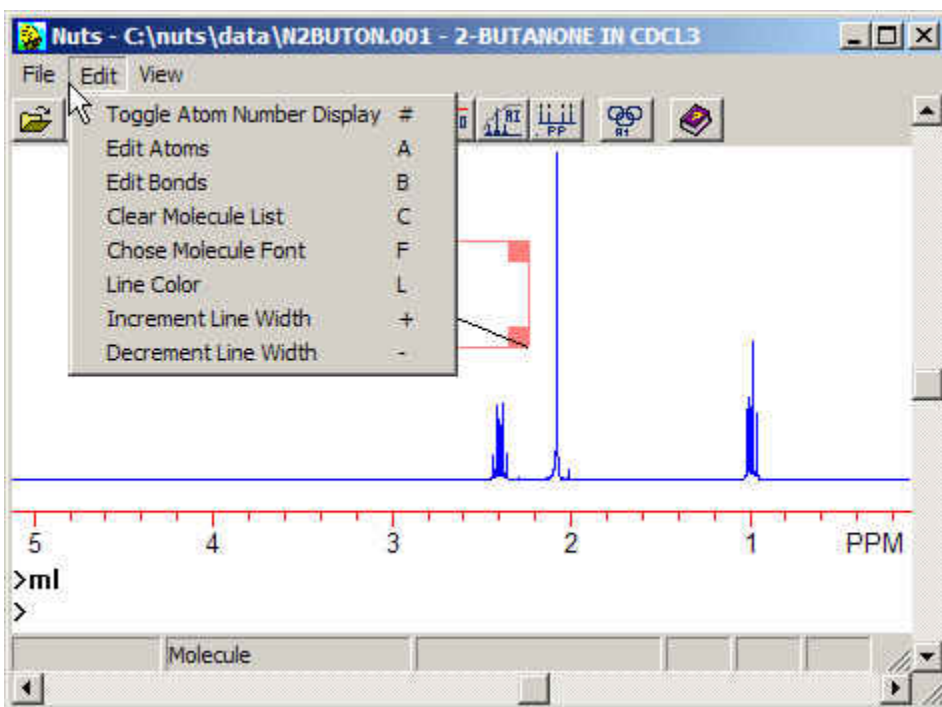 Nuts - C:\nuts\data\N2BUTON.001 - 2-BUTANONE IN CDCL3
File Edit View
Toggle Atom Number Display #
Edit Atoms A
Edit Bonds B
Clear Molecule List C
Chose Molecule Font F
Line Color L
Increment Line Width +
Decrement Line Width -
RI
PP
5 4 3 2 1 PPM
>ml
>
Molecule